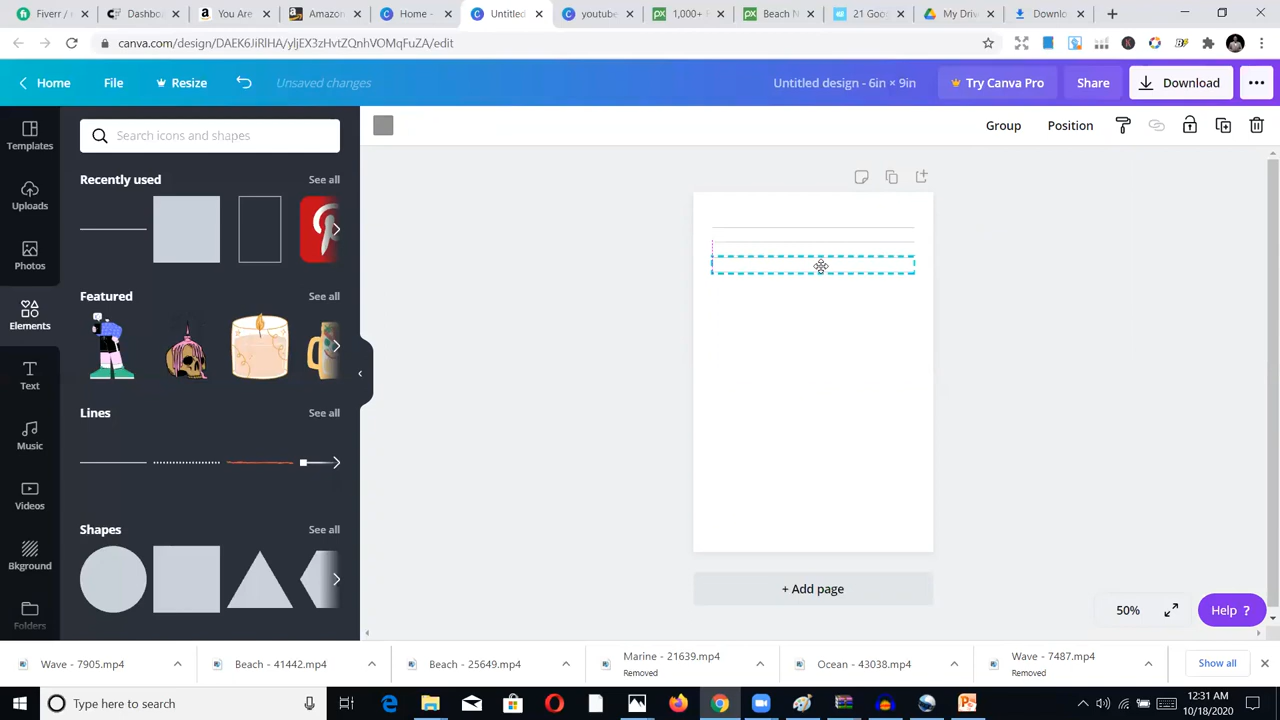 Fiverr /
Dashbo
You Are
Amazon
Home -
Untitled
youtube
1,000+ I
Beach N
21 Goog
My Driv
Downlo
canva.com/design/DAEK6JiRlHA/yljEX3zHvtZQnhVOMqFuZA/edit
Home File Resize Unsaved changes Untitled design - 6in × 9in Try Canva Pro Share Download
Templates
Uploads
Photos
Elements
Text
Music
Videos
Bkground
Folders
Search icons and shapes
Recently used See all
Featured See all
Lines See all
Shapes See all
Group Position
+ Add page
50%
Help ?
Wave - 7905.mp4
Beach - 41442.mp4
Beach - 25649.mp4
Marine - 21639.mp4
Removed
Ocean - 43038.mp4
Wave - 7487.mp4
Removed
Show all
Type here to search
12:31 AM
10/18/2020